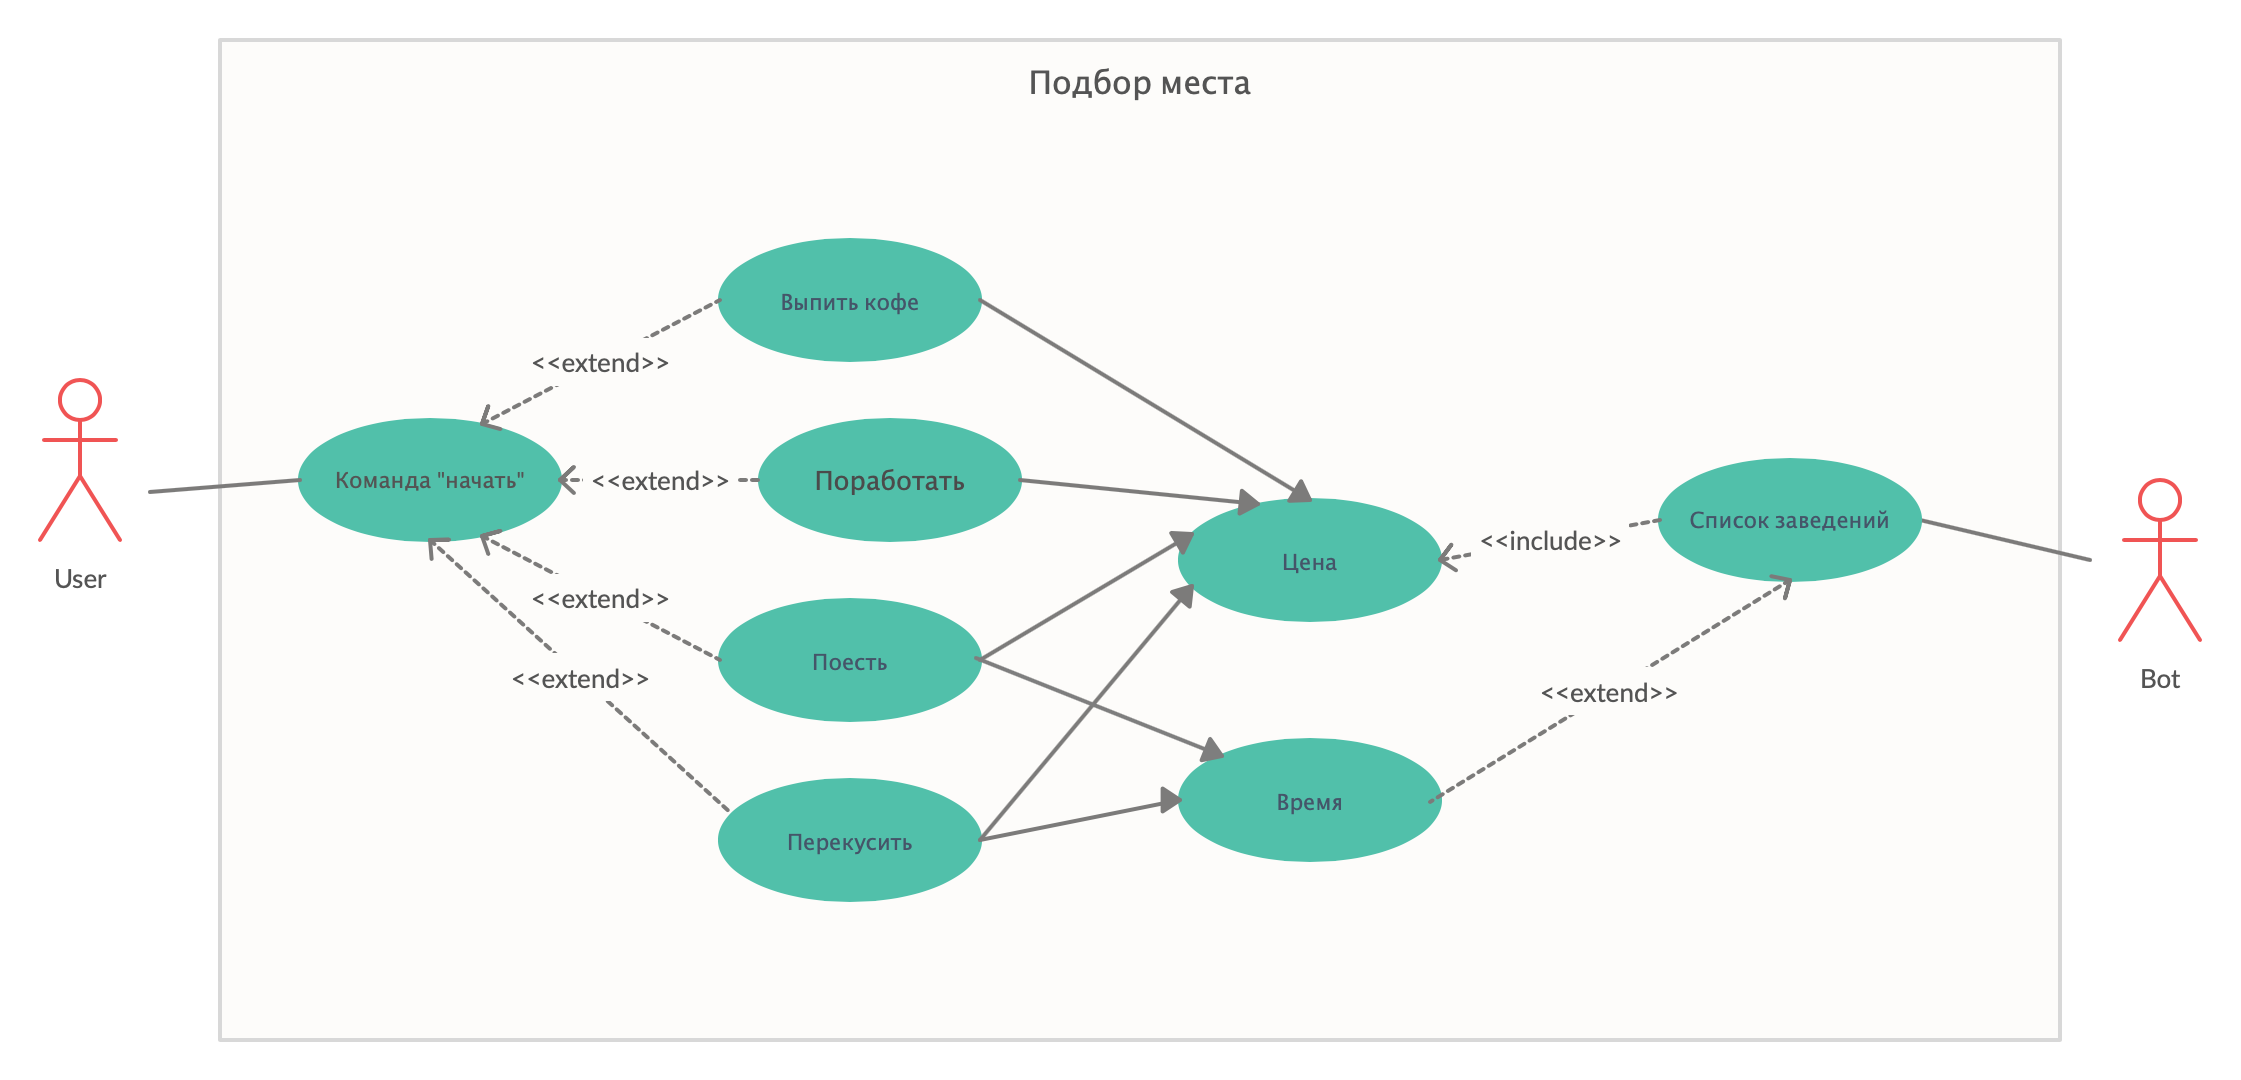 Подбор места
Выпить кофе
<<extend>>
Команда "начать"
<<extend>>
Поработать
Цена
<<include>>
Список заведений
User
<<extend>>
Поесть
<<extend>>
<<extend>>
Bot
Время
Перекусить